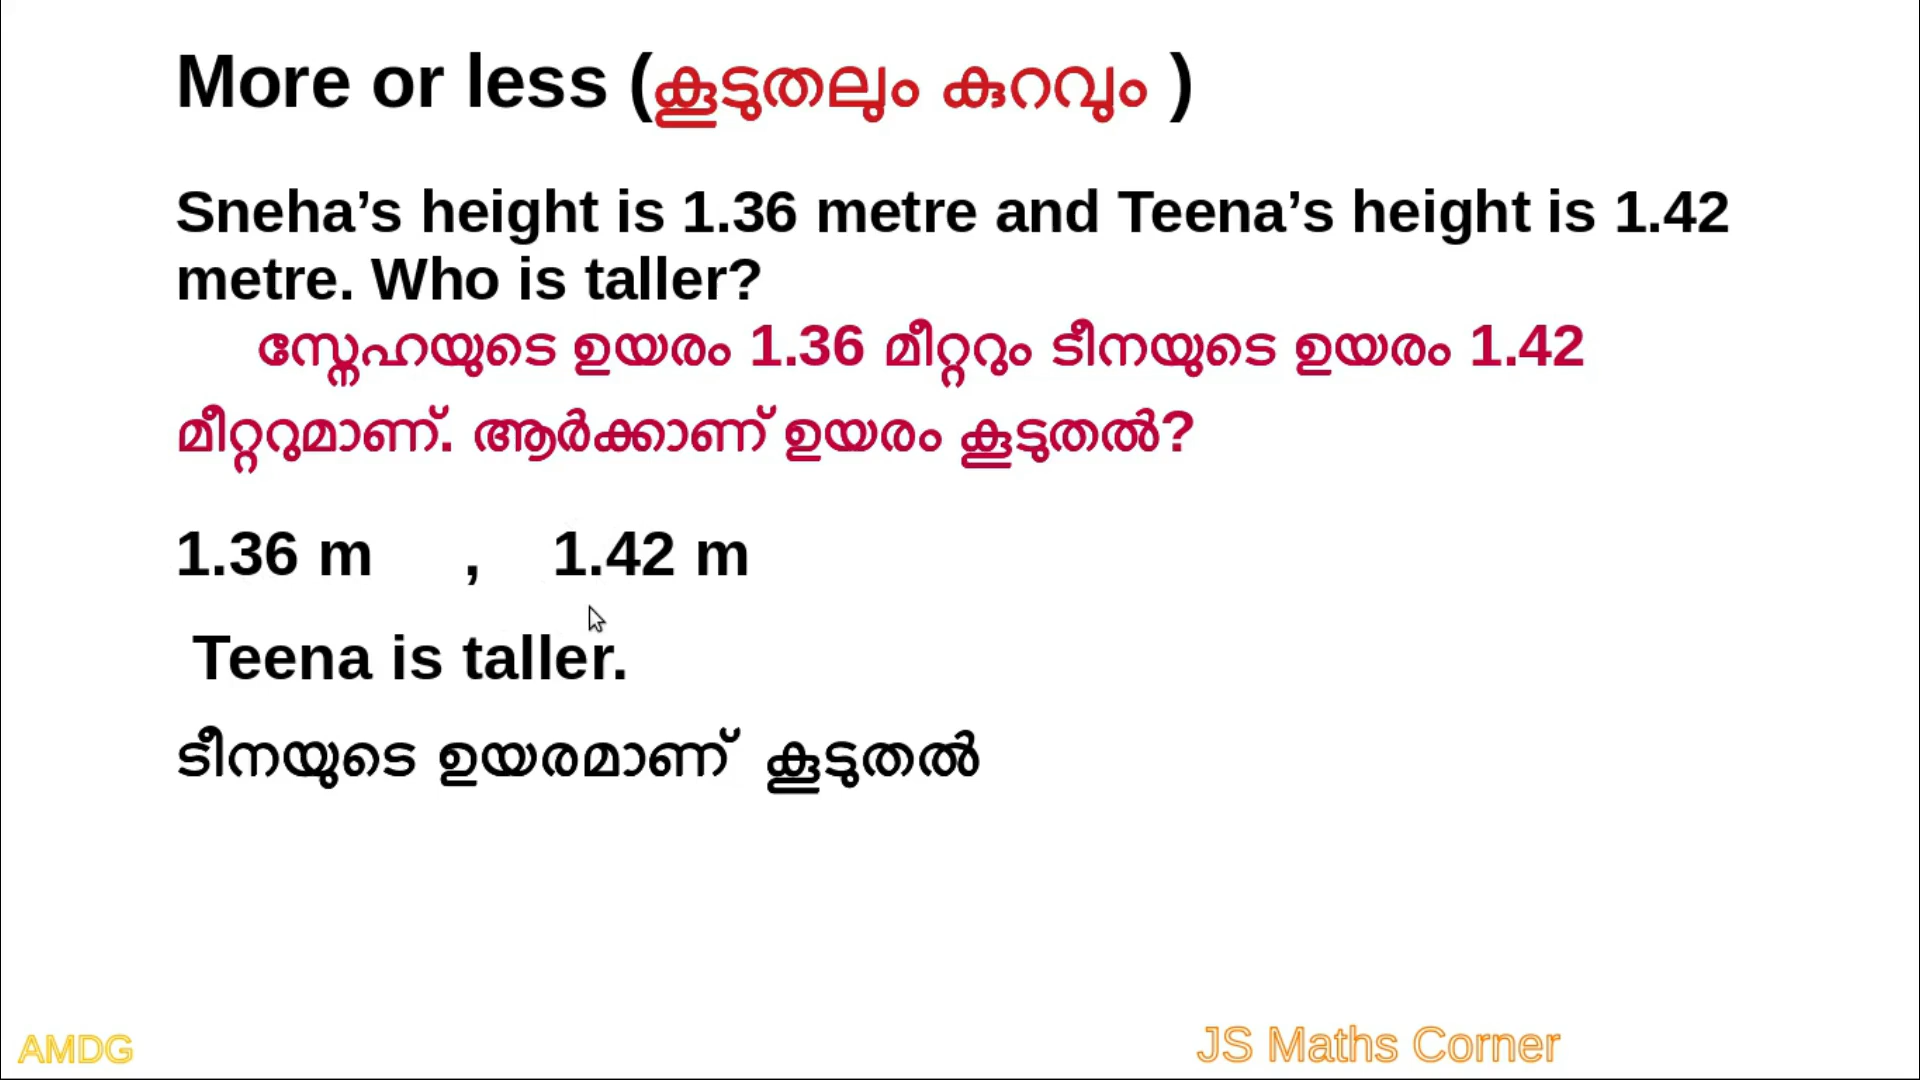 More or less (കൂടുതലും കുറവും )
Sneha’s height is 1.36 metre and Teena’s height is 1.42
metre. Who is taller?
സ്നേഹയുടെ ഉയരം 1.36 മീറ്ററും ടീനയുടെ ഉയരം 1.42
മീറ്ററുമാണ്. ആർക്കാണ് ഉയരം കൂടുതൽ?
1.36 m , 1.42 m
Teena is taller.
ടീനയുടെ ഉയരമാണ് കൂടുതൽ
AMDG
JS Maths Corner